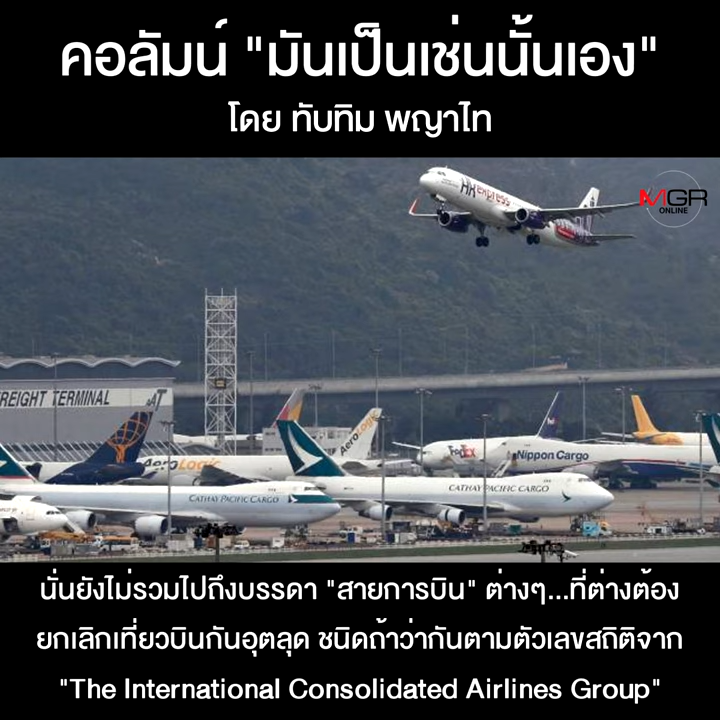 คอลัมน์ "มันเป็นเช่นนั้นเอง"
โดย ทับทิม พญาไท
HK express
MGR
ONLINE
FREIGHT TERMINAL
AAT
AeroLogic
AeroLogic
FedEx
Nippon Cargo
CATHAY PACIFIC CARGO
CATHAY PACIFIC CARGO
นั่นยังไม่รวมไปถึงบรรดา "สายการบิน" ต่างๆ...ที่ต่างต้อง
ยกเลิกเที่ยวบินกันอุตลุด ชนิดถ้าว่ากันตามตัวเลขสถิติจาก
"The International Consolidated Airlines Group"